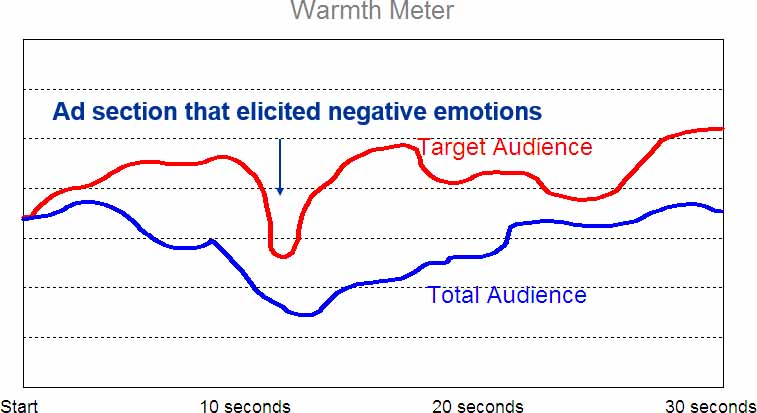 Warmth Meter
Ad section that elicited negative emotions
Target Audience
Total Audience
Start 10 seconds 20 seconds 30 seconds